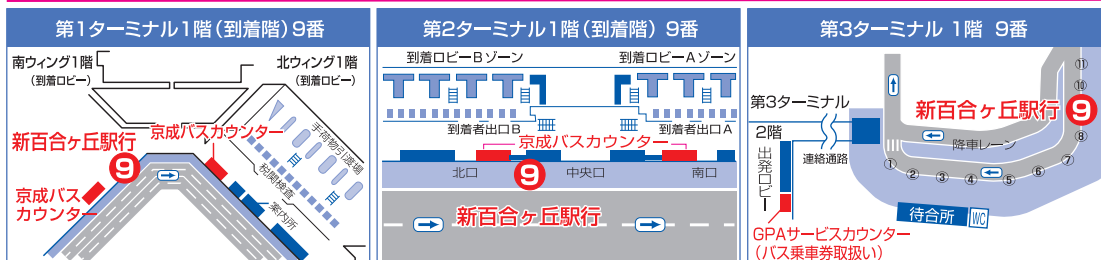 第1ターミナル1階(到着階)9番
南ウィング1階
(到着ロビー)
北ウィング1階
(到着ロビー)
新百合ヶ丘駅行
9
京成バスカウンター
京成バス
カウンター
手荷物引渡場
税関検査
案内所
第2ターミナル1階(到着階) 9番
到着ロビーBゾーン
到着ロビーAゾーン
到着者出口B
到着者出口A
京成バスカウンター
北口
9
中央口
南口
新百合ヶ丘駅行
第3ターミナル 1階 9番
第3ターミナル
2階
出発ロビー
連絡通路
新百合ヶ丘駅行
9
降車レーン
⑪
⑩
⑧
⑦
⑥
⑤
④
③
②
①
待合所
WC
GPAサービスカウンター
(バス乗車券取扱い)